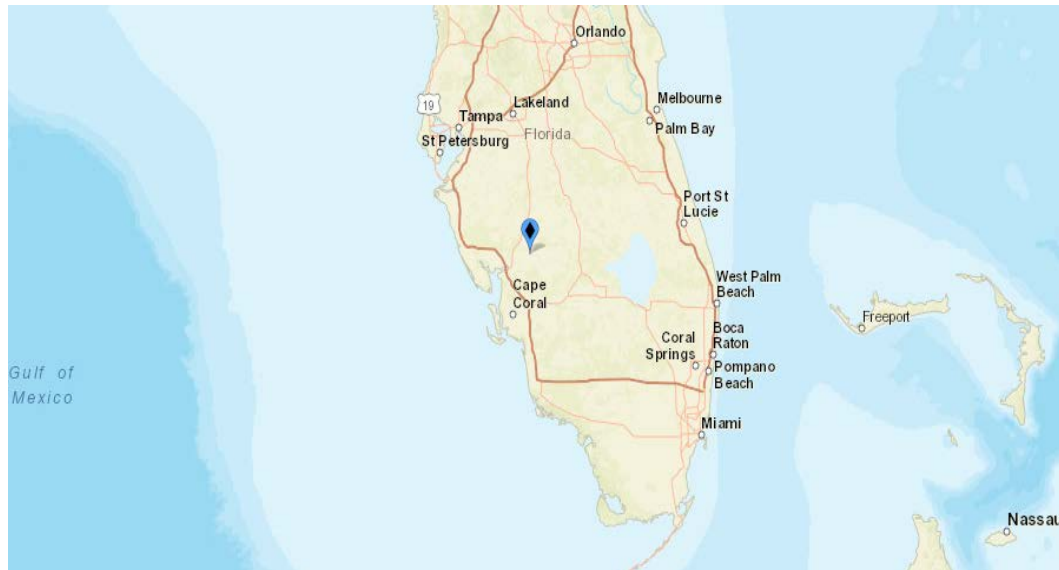 Orlando
19
Lakeland
Melbourne
Tampa
Palm Bay
Florida
St Petersburg
Port St
Lucie
West Palm
Beach
Cape
Coral
Freeport
Boca
Raton
Coral
Springs
Pompano
Beach
Gulf of
Mexico
Miami
Nassau